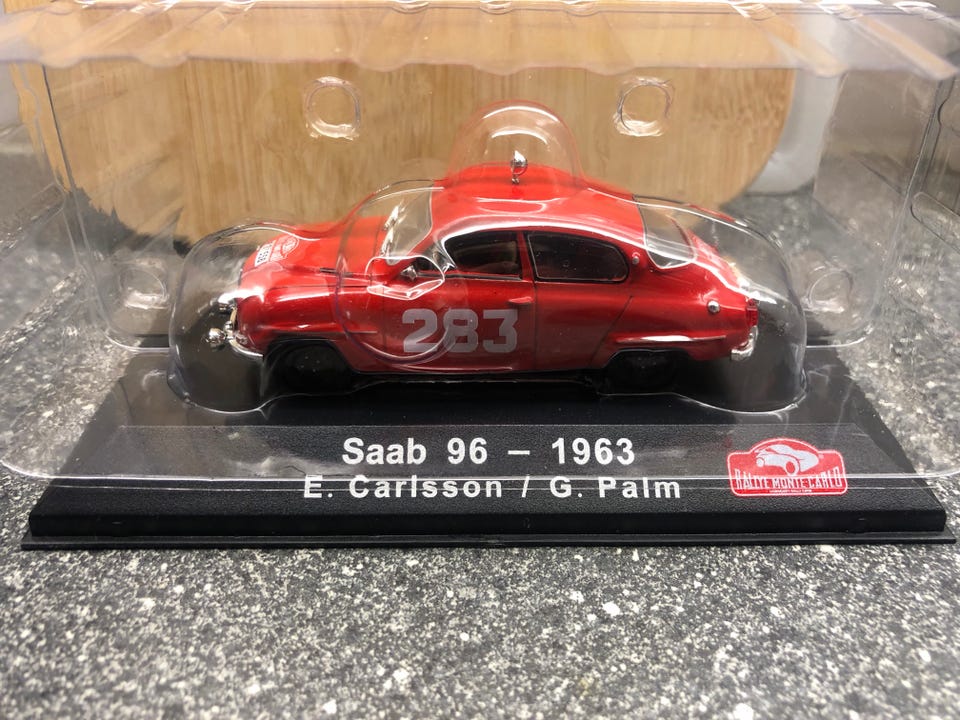 283
Saab 96 – 1963
E. Carlsson / G. Palm
RALLYE MONTE-CARLO